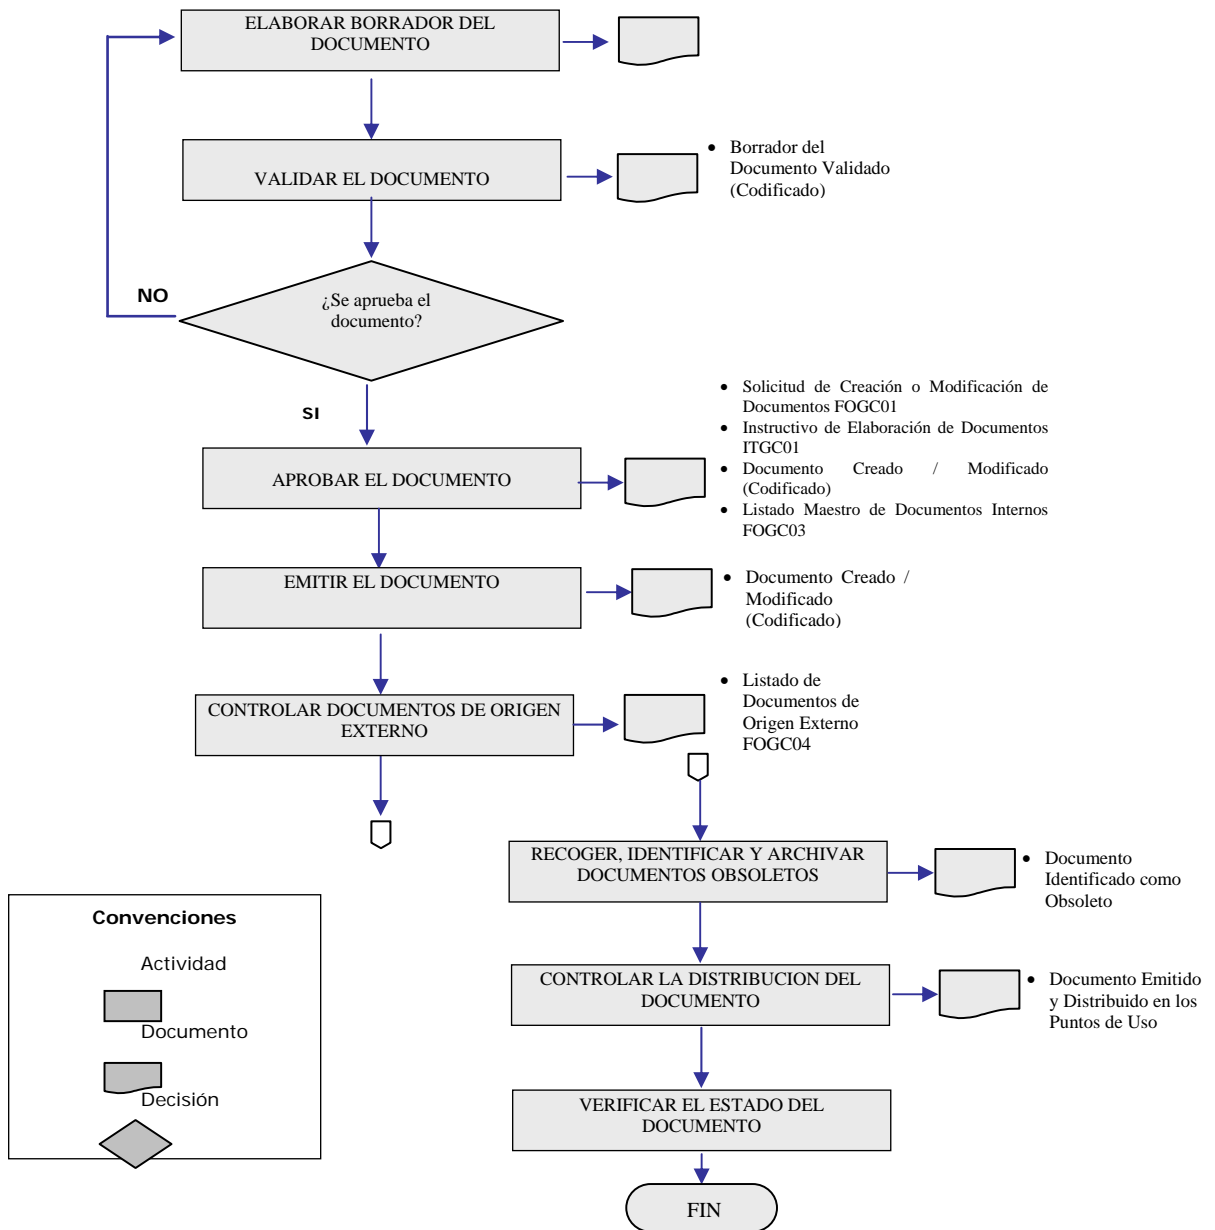 ELABORAR BORRADOR DEL
DOCUMENTO
VALIDAR EL DOCUMENTO
• Borrador del
Documento Validado
(Codificado)
¿Se aprueba el
documento?
NO
SI
• Solicitud de Creación o Modificación de
Documentos FOGC01
• Instructivo de Elaboración de Documentos
ITGC01
• Documento Creado / Modificado
(Codificado)
• Listado Maestro de Documentos Internos
FOGC03
APROBAR EL DOCUMENTO
EMITIR EL DOCUMENTO
• Documento Creado /
Modificado
(Codificado)
CONTROLAR DOCUMENTOS DE ORIGEN
EXTERNO
• Listado de
Documentos de
Origen Externo
FOGC04
RECOGER, IDENTIFICAR Y ARCHIVAR
DOCUMENTOS OBSOLETOS
• Documento
Identificado como
Obsoleto
CONTROLAR LA DISTRIBUCION DEL
DOCUMENTO
• Documento Emitido
y Distribuido en los
Puntos de Uso
VERIFICAR EL ESTADO DEL
DOCUMENTO
FIN
Convenciones
Actividad
Documento
Decisión